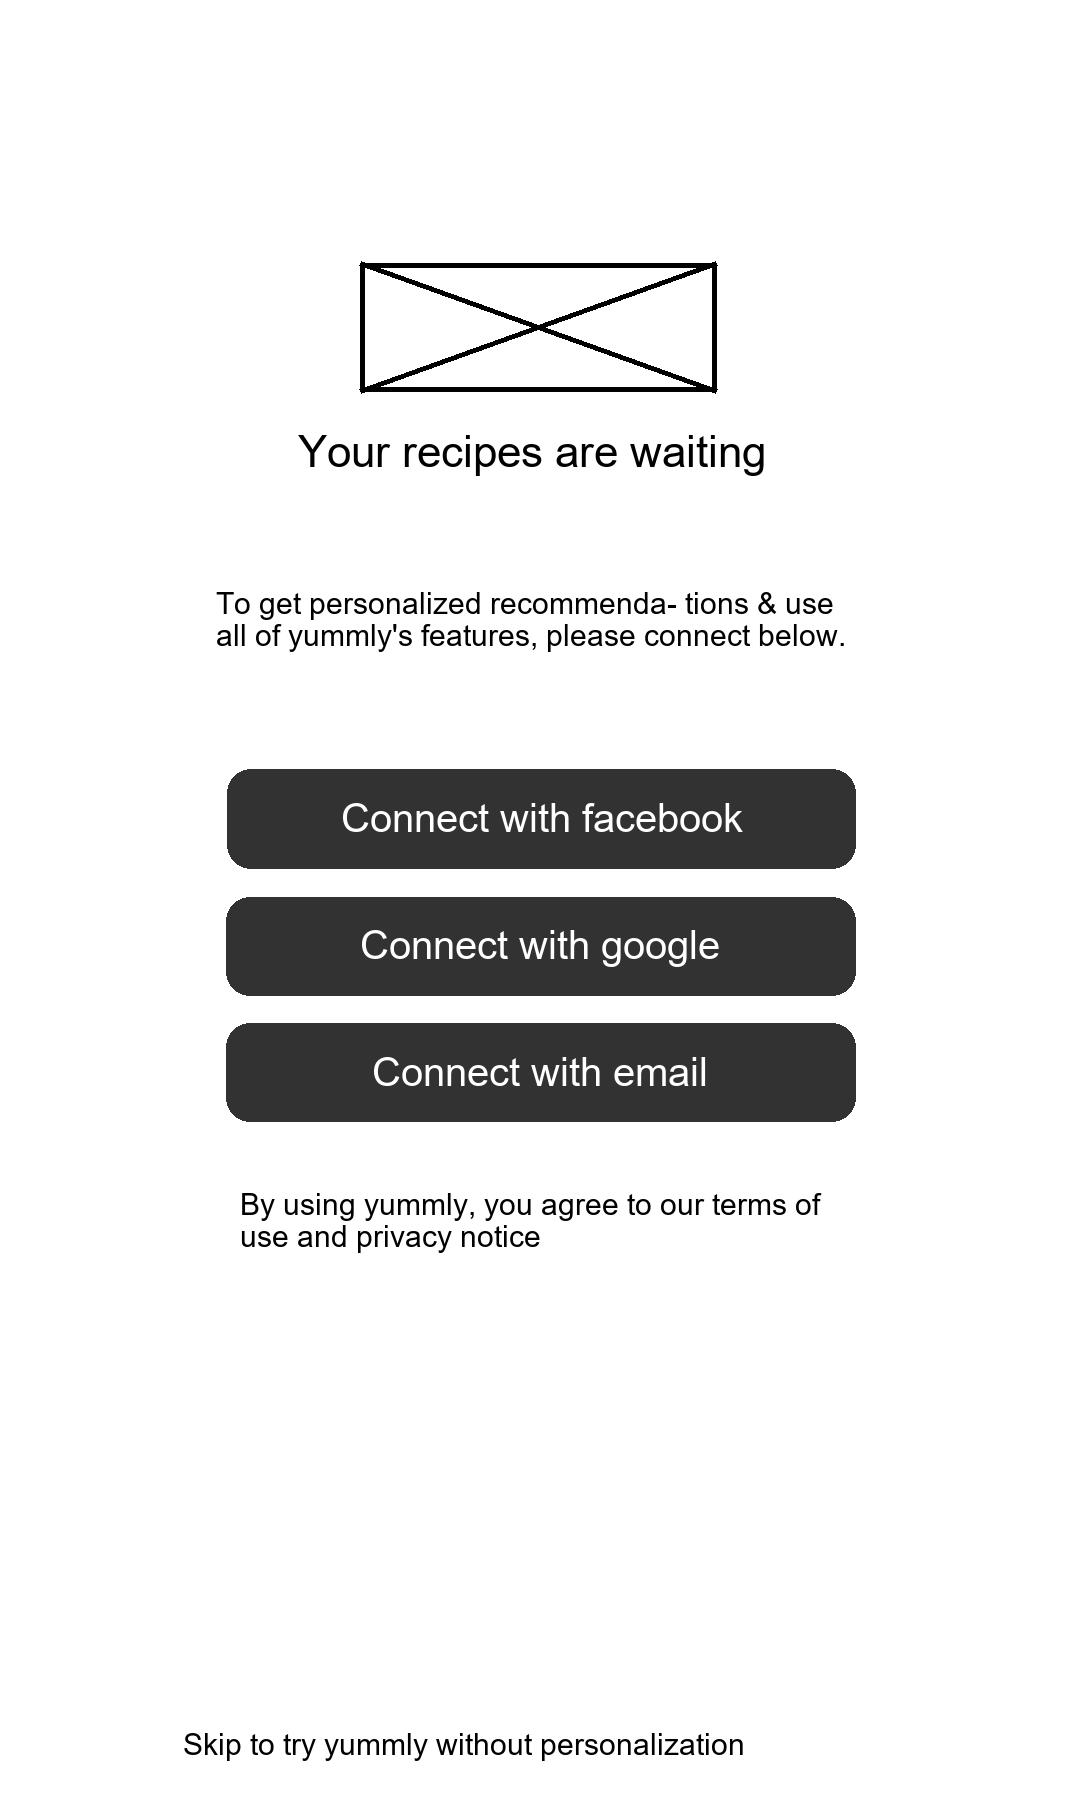 Your recipes are waiting
To get personalized recommenda- tions & use
all of yummly's features, please connect below.
Connect with facebook
Connect with google
Connect with email
By using yummly, you agree to our terms of
use and privacy notice
Skip to try yummly without personalization